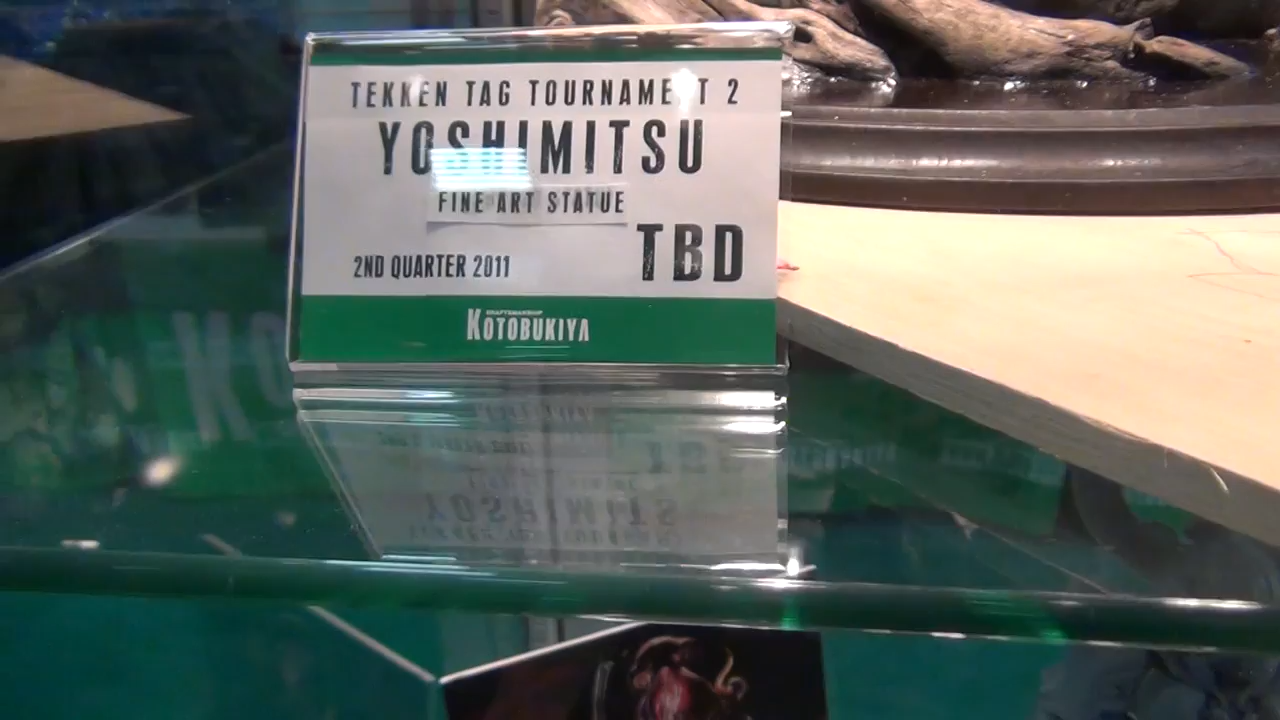 TEKKEN TAG TOURNAMENT 2
YOSHIMITSU
FINE ART STATUE
TBD
2ND QUARTER 2011
KOTOBUKIYA